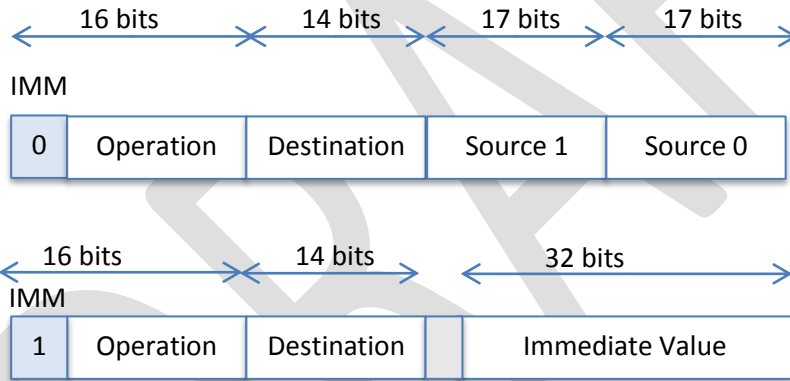 16 bits 14 bits 17 bits 17 bits
IMM
0 Operation Destination Source 1 Source 0
16 bits 14 bits 32 bits
IMM
1 Operation Destination Immediate Value